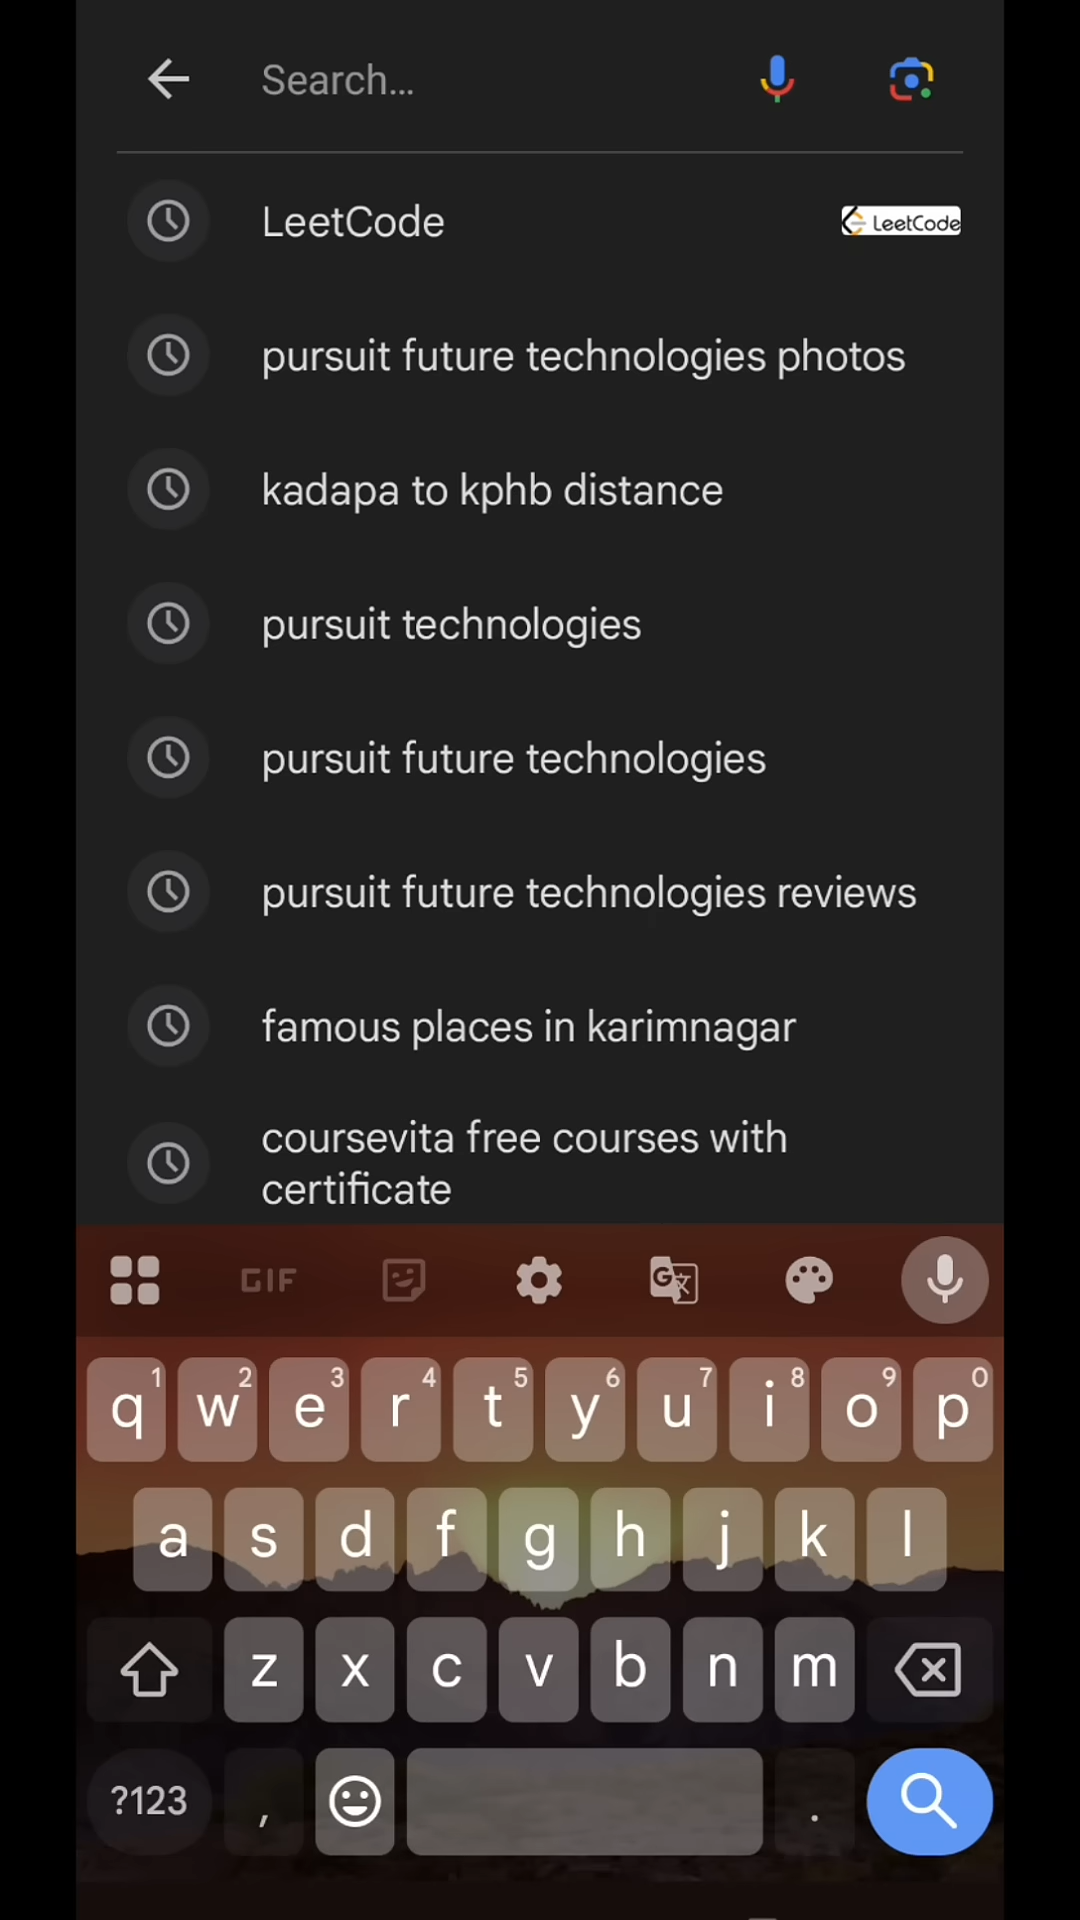 Search...
LeetCode
LeetCode
pursuit future technologies photos
kadapa to kphb distance
pursuit technologies
pursuit future technologies
pursuit future technologies reviews
famous places in karimnagar
coursevita free courses with
certificate
GIF
G
q1 w2 e3 r4 t5 y6 u7 i8 o9 p0
a s d f g h j k l
z x c v b n m
?123 , .